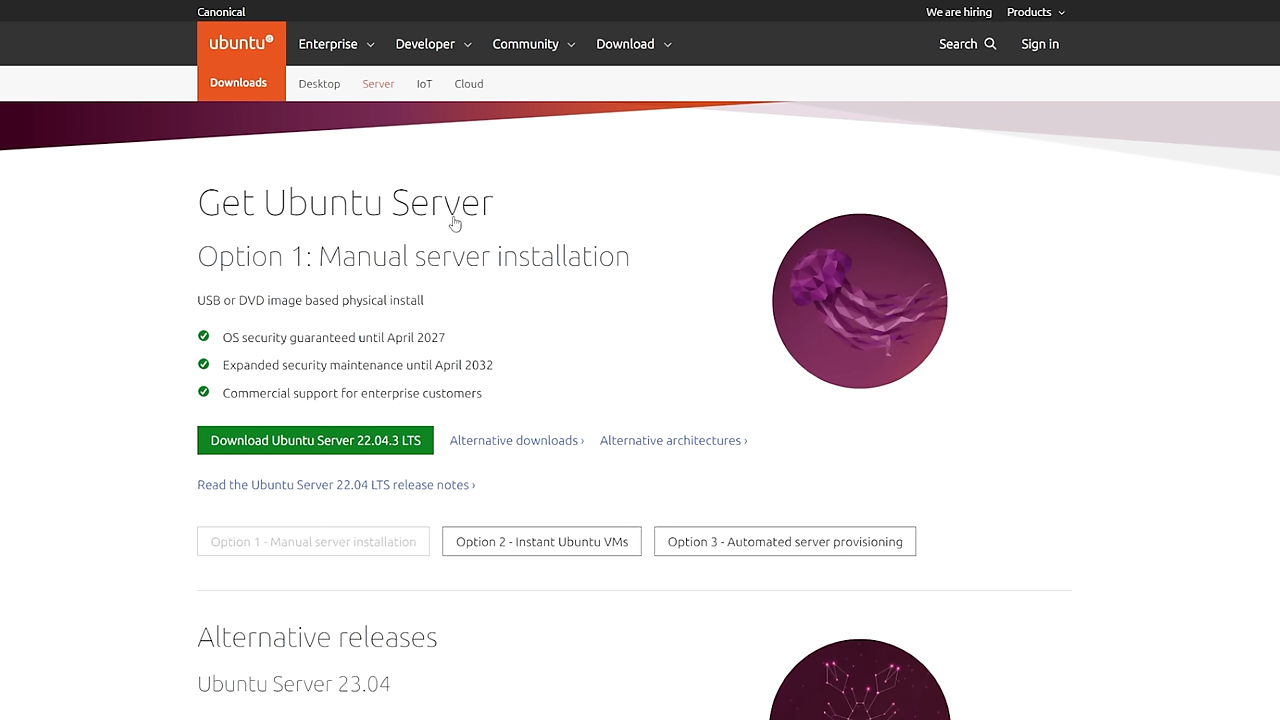 Canonical
We are hiring Products
ubuntu Enterprise Developer Community Download Search Sign in
Downloads Desktop Server IoT Cloud
Get Ubuntu Server
Option 1: Manual server installation
USB or DVD image based physical install
OS security guaranteed until April 2027
Expanded security maintenance until April 2032
Commercial support for enterprise customers
Download Ubuntu Server 22.04.3 LTS Alternative downloads › Alternative architectures ›
Read the Ubuntu Server 22.04 LTS release notes ›
Option 1 - Manual server installation Option 2 - Instant Ubuntu VMs Option 3 - Automated server provisioning
Alternative releases
Ubuntu Server 23.04